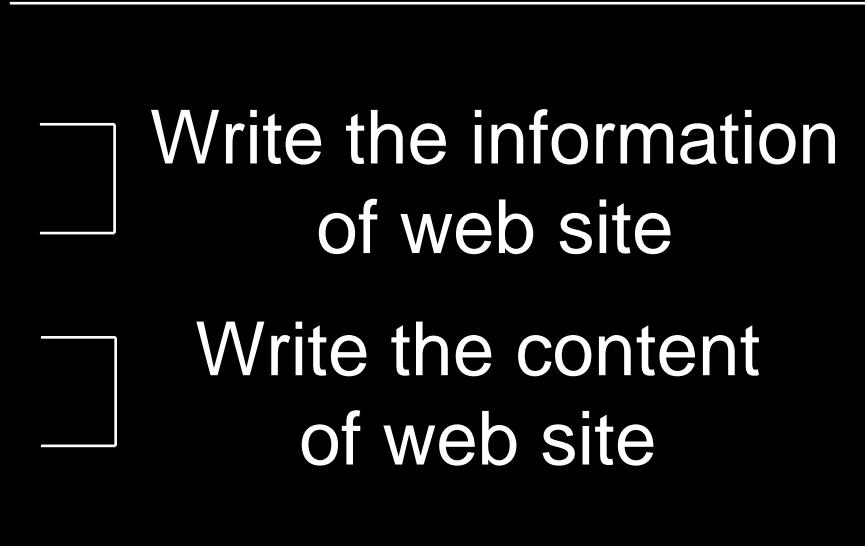 Write the information
of web site
Write the content
of web site